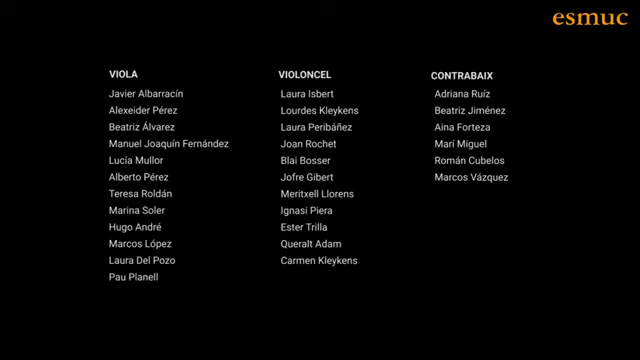 esmuc
VIOLA
Javier Albarracín
Alexeider Pérez
Beatriz Álvarez
Manuel Joaquín Fernández
Lucía Mullor
Alberto Pérez
Teresa Roldán
Marina Soler
Hugo André
Marcos López
Laura Del Pozo
Pau Planell
VIOLONCEL
Laura Isbert
Lourdes Kleykens
Laura Peribáñez
Joan Rochet
Blai Bosser
Jofre Gibert
Meritxell Llorens
Ignasi Piera
Ester Trilla
Queralt Adam
Carmen Kleykens
CONTRABAIX
Adriana Ruíz
Beatriz Jiménez
Aina Forteza
Marí Miguel
Román Cubelos
Marcos Vázquez